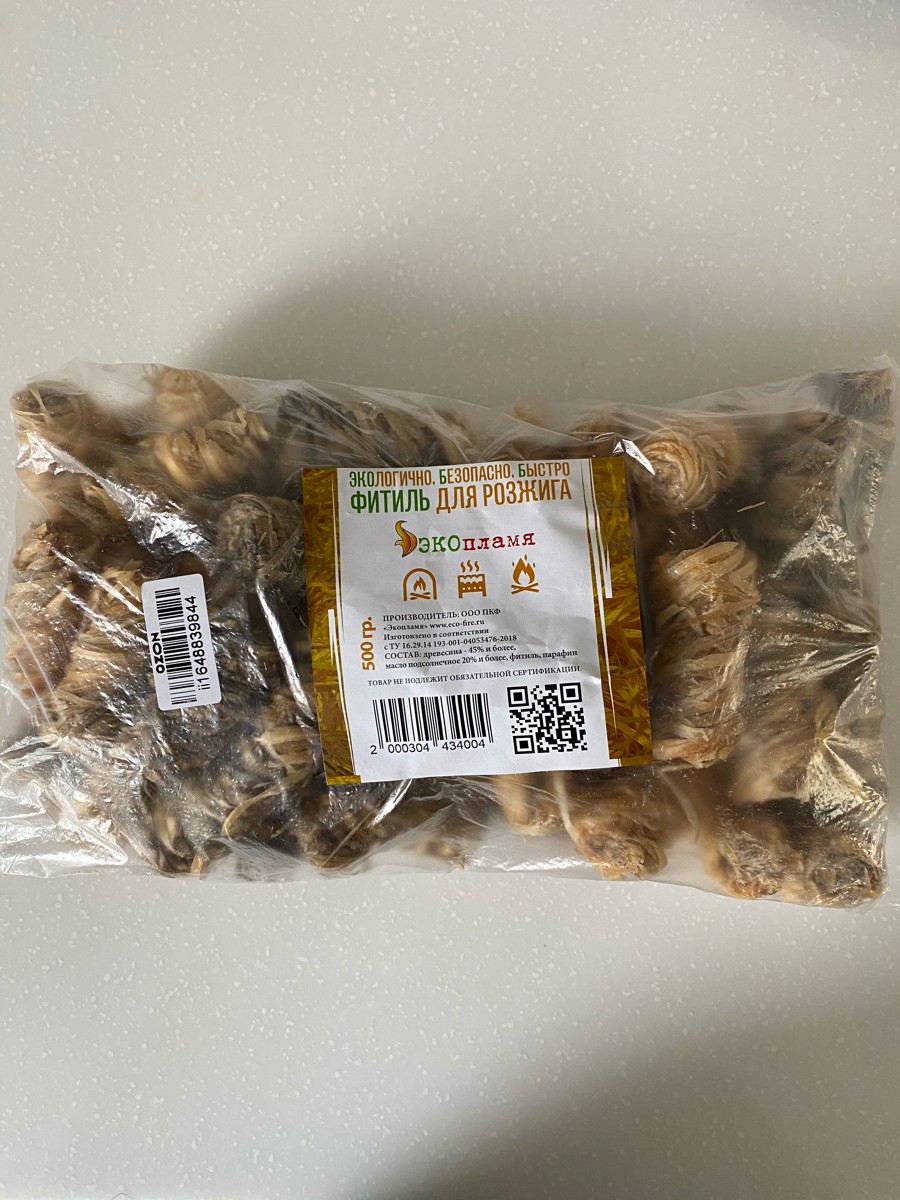 ЭКОЛОГИЧНО, БЕЗОПАСНО, БЫСТРО
ФИТИЛЬ ДЛЯ РОЗЖИГА
ЭКОпламя
500 гр.
ПРОИЗВОДИТЕЛЬ: ООО ПКФ
«Экопламя» www.eco-fire.ru
Изготовлено в соответствии
с ТУ 16.29.14 193-001-04053476-2018
СОСТАВ: древесина - 45% и более,
масло подсолнечное 20% и более, фитиль, парафин
ТОВАР НЕ ПОДЛЕЖИТ ОБЯЗАТЕЛЬНОЙ СЕРТИФИКАЦИИ.
2 000304 434004
OZON
ii1648839844